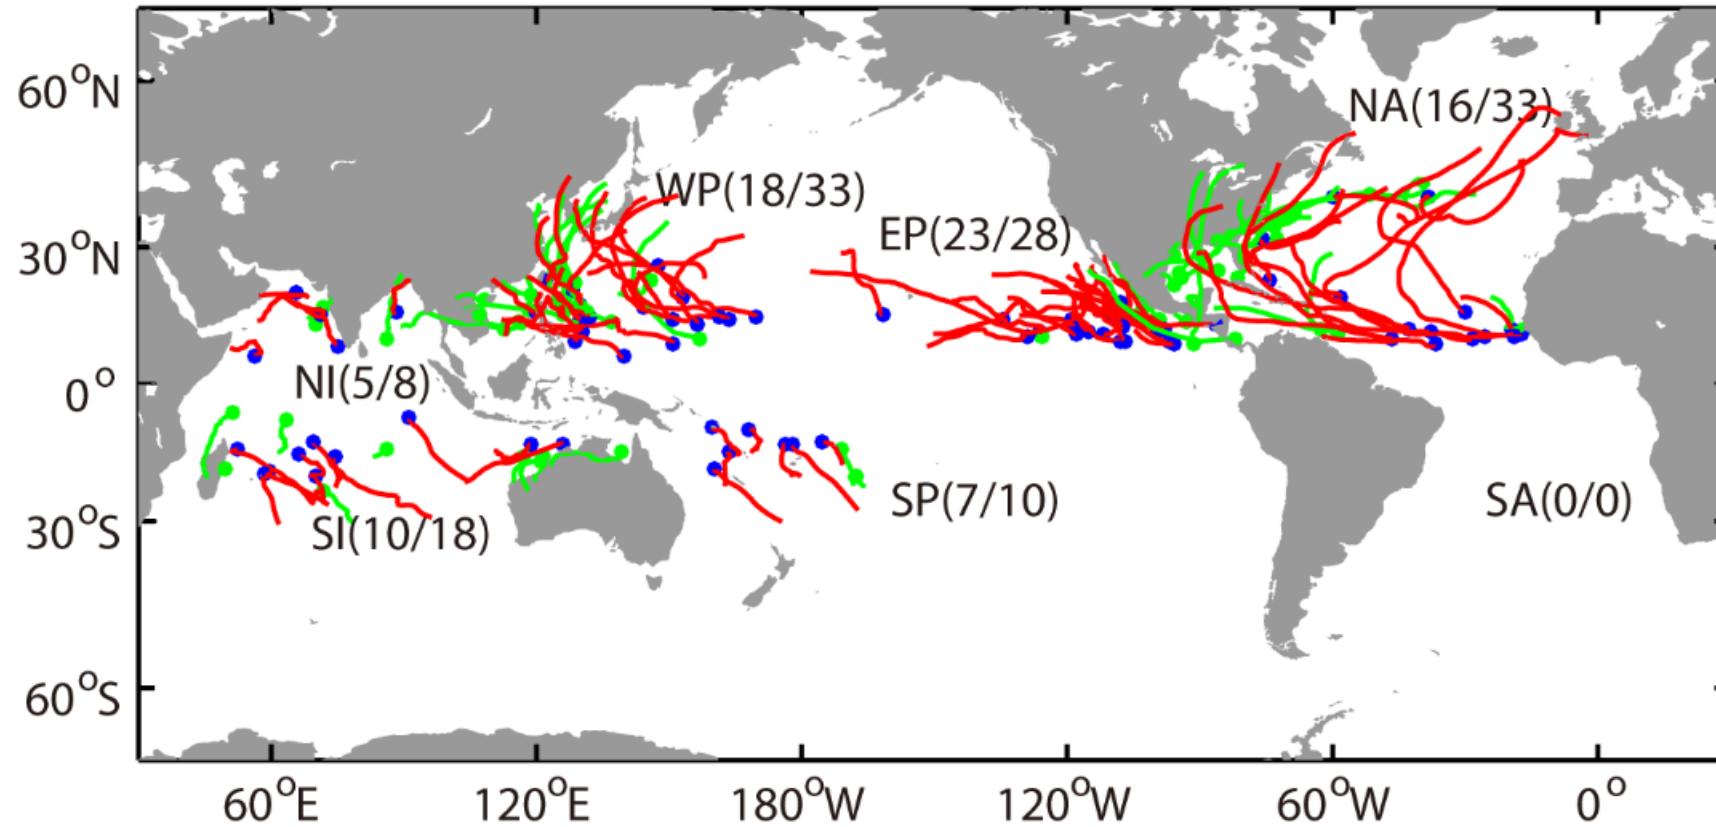 60°N
NA(16/33)
WP(18/33)
EP(23/28)
30°N
NI(5/8)
0°
SP(7/10)
SA(0/0)
SI(10/18)
30°S
60°S
60°E 120°E 180°W 120°W 60°W 0°